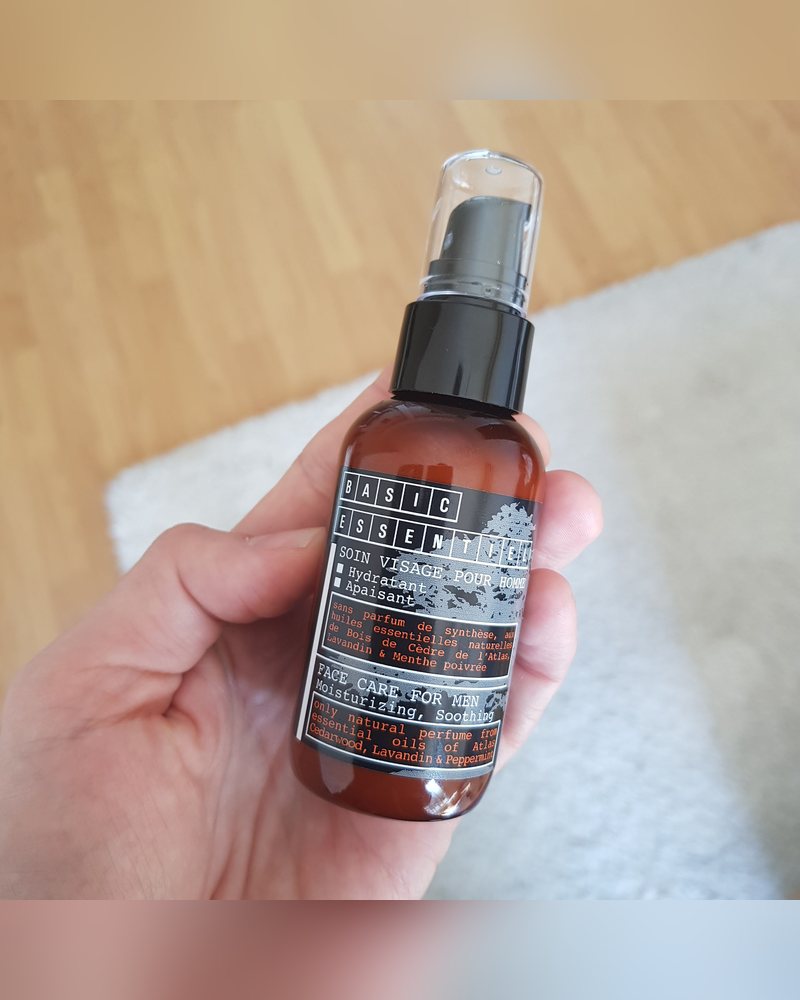 BASIC
ESSENTIEL
SOIN VISAGE POUR HOMME
Hydratant
Apaisant
sans parfum de synthèse, aux
huiles essentielles naturelles
de Bois de Cèdre de l'Atlas,
Lavandin & Menthe poivrée
FACE CARE FOR MEN
Moisturizing, Soothing
only natural perfume from
essential oils of Atlas
Cedarwood, Lavandin & Peppermint